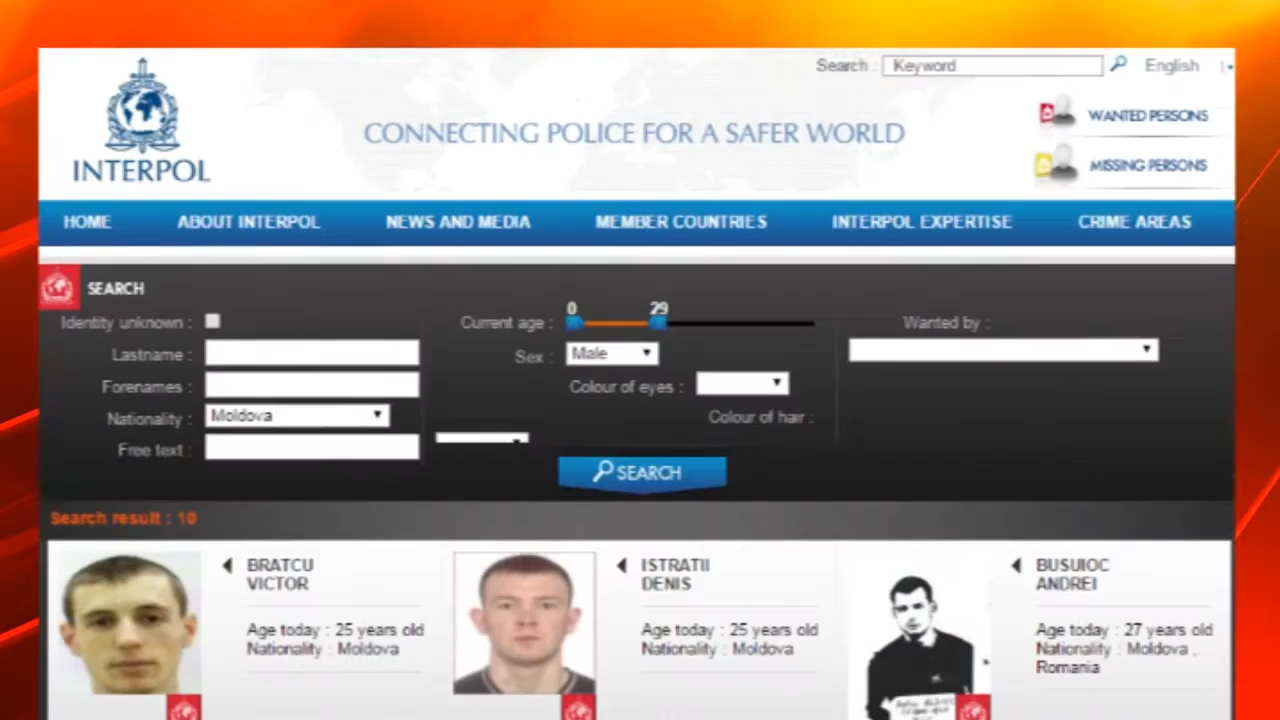 Search : Keyword English
INTERPOL
CONNECTING POLICE FOR A SAFER WORLD
WANTED PERSONS
MISSING PERSONS
HOME ABOUT INTERPOL NEWS AND MEDIA MEMBER COUNTRIES INTERPOL EXPERTISE CRIME AREAS
SEARCH
Identity unknown :
Lastname :
Forenames :
Nationality : Moldova
Free text :
0 29
Current age :
Sex : Male
Colour of eyes :
Colour of hair :
Wanted by :
SEARCH
Search result : 10
BRATCU
VICTOR
Age today : 25 years old
Nationality : Moldova
ISTRATII
DENIS
Age today : 25 years old
Nationality : Moldova
BUSUIOC
ANDREI
Age today : 27 years old
Nationality : Moldova ,
Romania